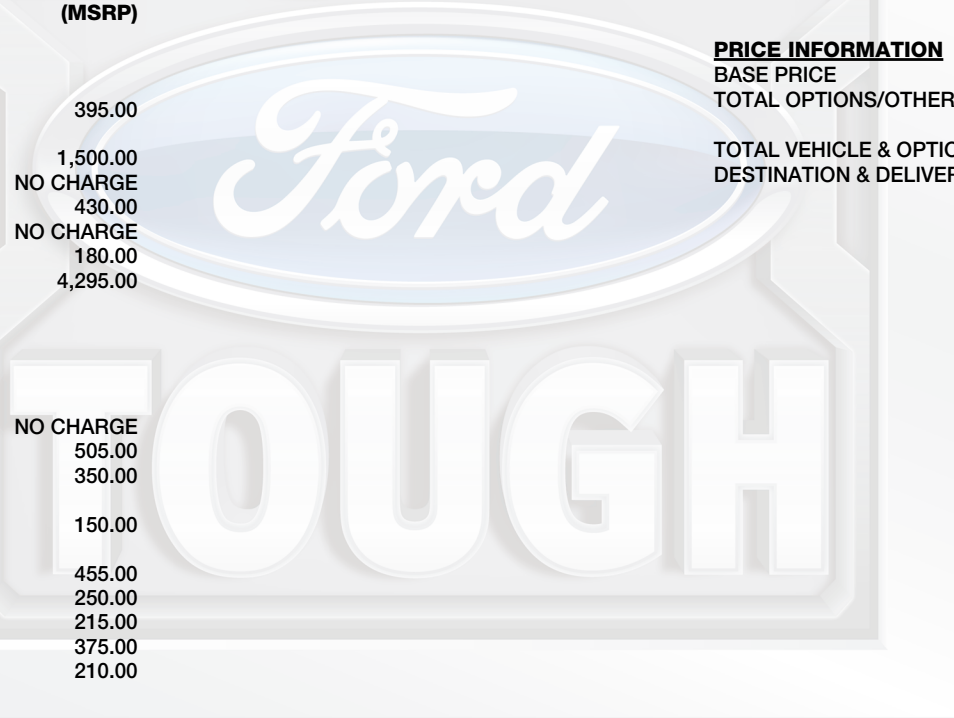 (MSRP)
395.00
1,500.00
NO CHARGE
430.00
NO CHARGE
180.00
4,295.00
NO CHARGE
505.00
350.00
150.00
455.00
250.00
215.00
375.00
210.00
PRICE INFORMATION
BASE PRICE
TOTAL OPTIONS/OTHER
TOTAL VEHICLE & OPTIO
DESTINATION & DELIVER
Ford
TOUGH